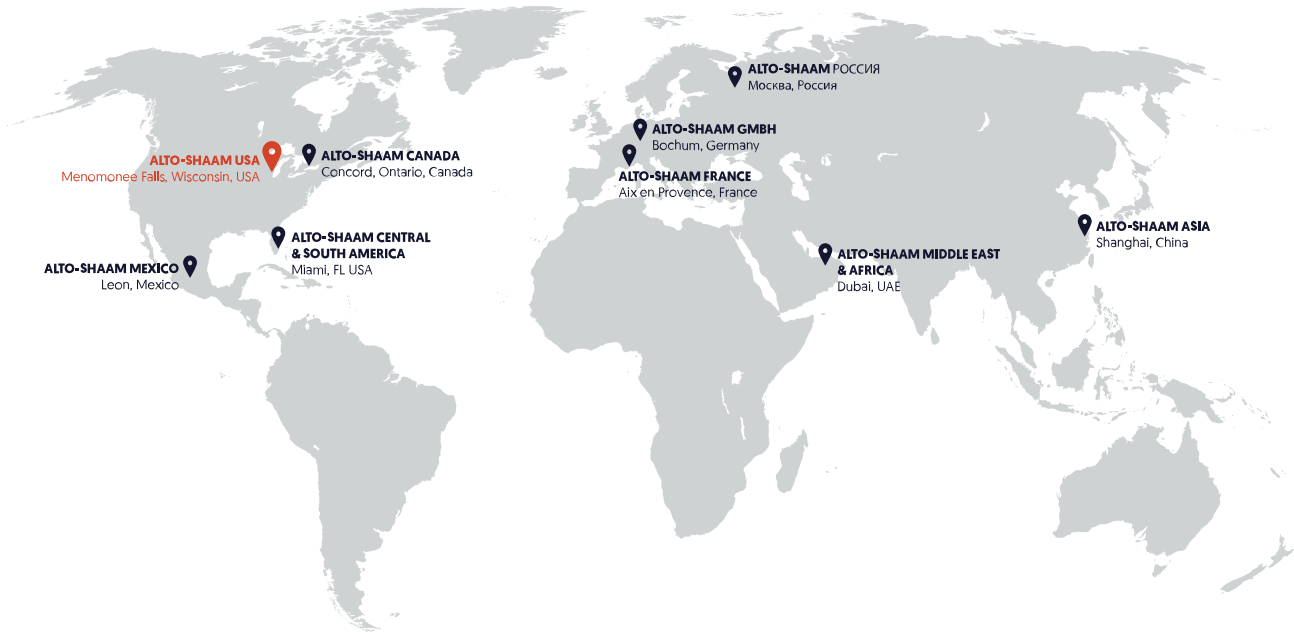 ALTO-SHAAM РОССИЯ
Москва, Россия
ALTO-SHAAM GMBH
Bochum, Germany
ALTO-SHAAM USA
Menomonee Falls, Wisconsin, USA
ALTO-SHAAM CANADA
Concord, Ontario, Canada
ALTO-SHAAM FRANCE
Aix en Provence, France
ALTO-SHAAM CENTRAL
& SOUTH AMERICA
Miami, FL USA
ALTO-SHAAM MEXICO
Leon, Mexico
ALTO-SHAAM MIDDLE EAST
& AFRICA
Dubai, UAE
ALTO-SHAAM ASIA
Shanghai, China